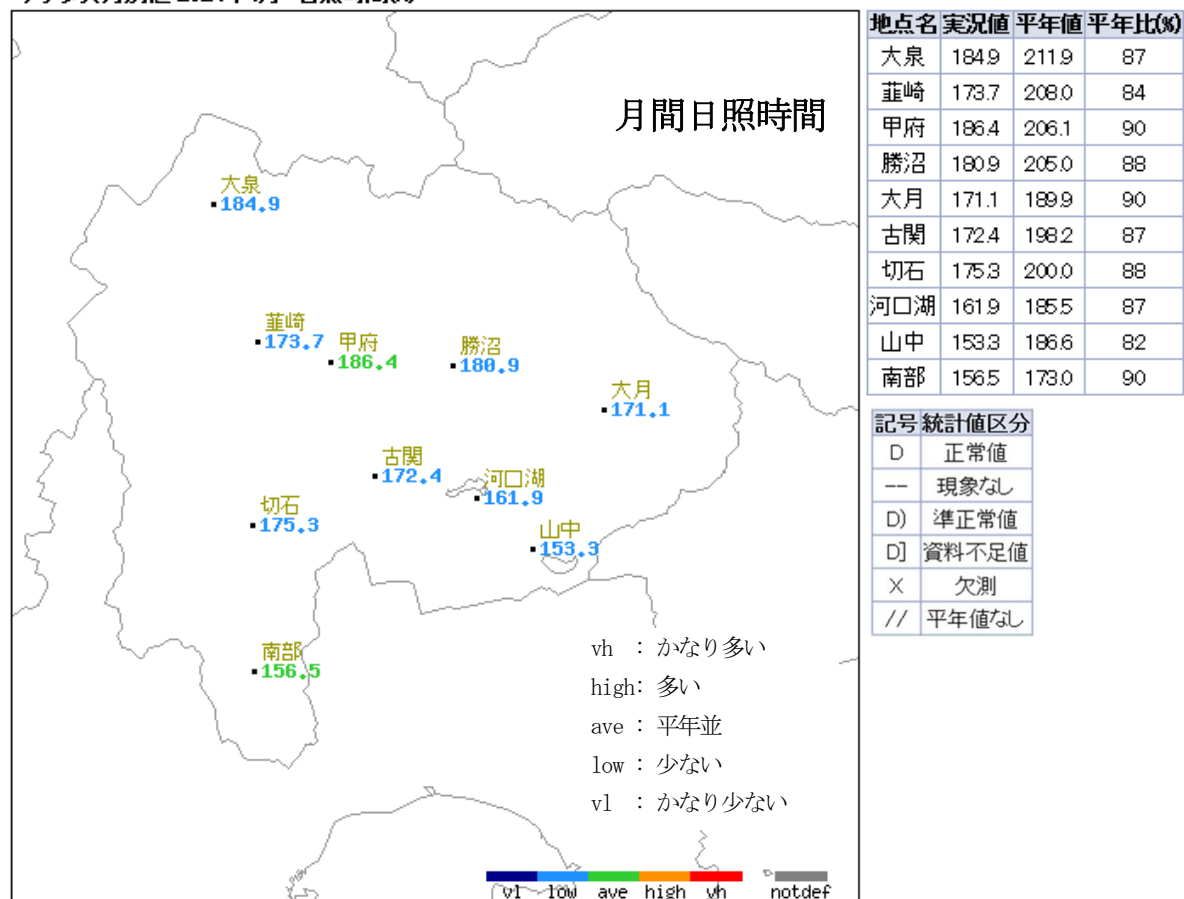 月間日照時間
大泉
184.9
韮崎
173.7
甲府
186.4
勝沼
180.9
大月
171.1
古関
172.4
河口湖
161.9
切石
175.3
山中
153.3
南部
156.5
vh : かなり多い
high: 多い
ave : 平年並
low : 少ない
vl : かなり少ない
vl low ave high vh notdef
地点名 実況値 平年値 平年比(%)
大泉 184.9 211.9 87
韮崎 173.7 208.0 84
甲府 186.4 206.1 90
勝沼 180.9 205.0 88
大月 171.1 189.9 90
古関 172.4 198.2 87
切石 175.3 200.0 88
河口湖 161.9 185.5 87
山中 153.3 186.6 82
南部 156.5 173.0 90
記号 統計値区分
D 正常値
-- 現象なし
D) 準正常値
D] 資料不足値
× 欠測
// 平年値なし